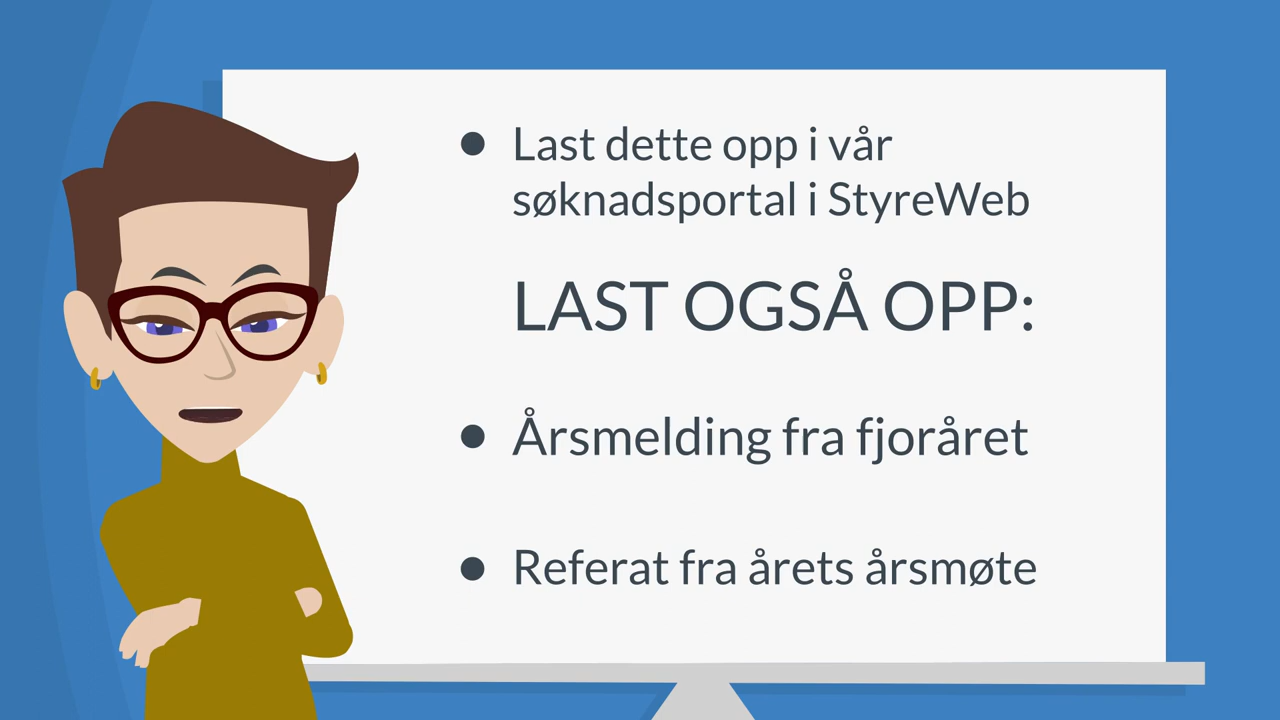 ● Last dette opp i vår
søknadsportal i StyreWeb
LAST OGSÅ OPP:
● Årsmelding fra fjoråret
● Referat fra årets årsmøte